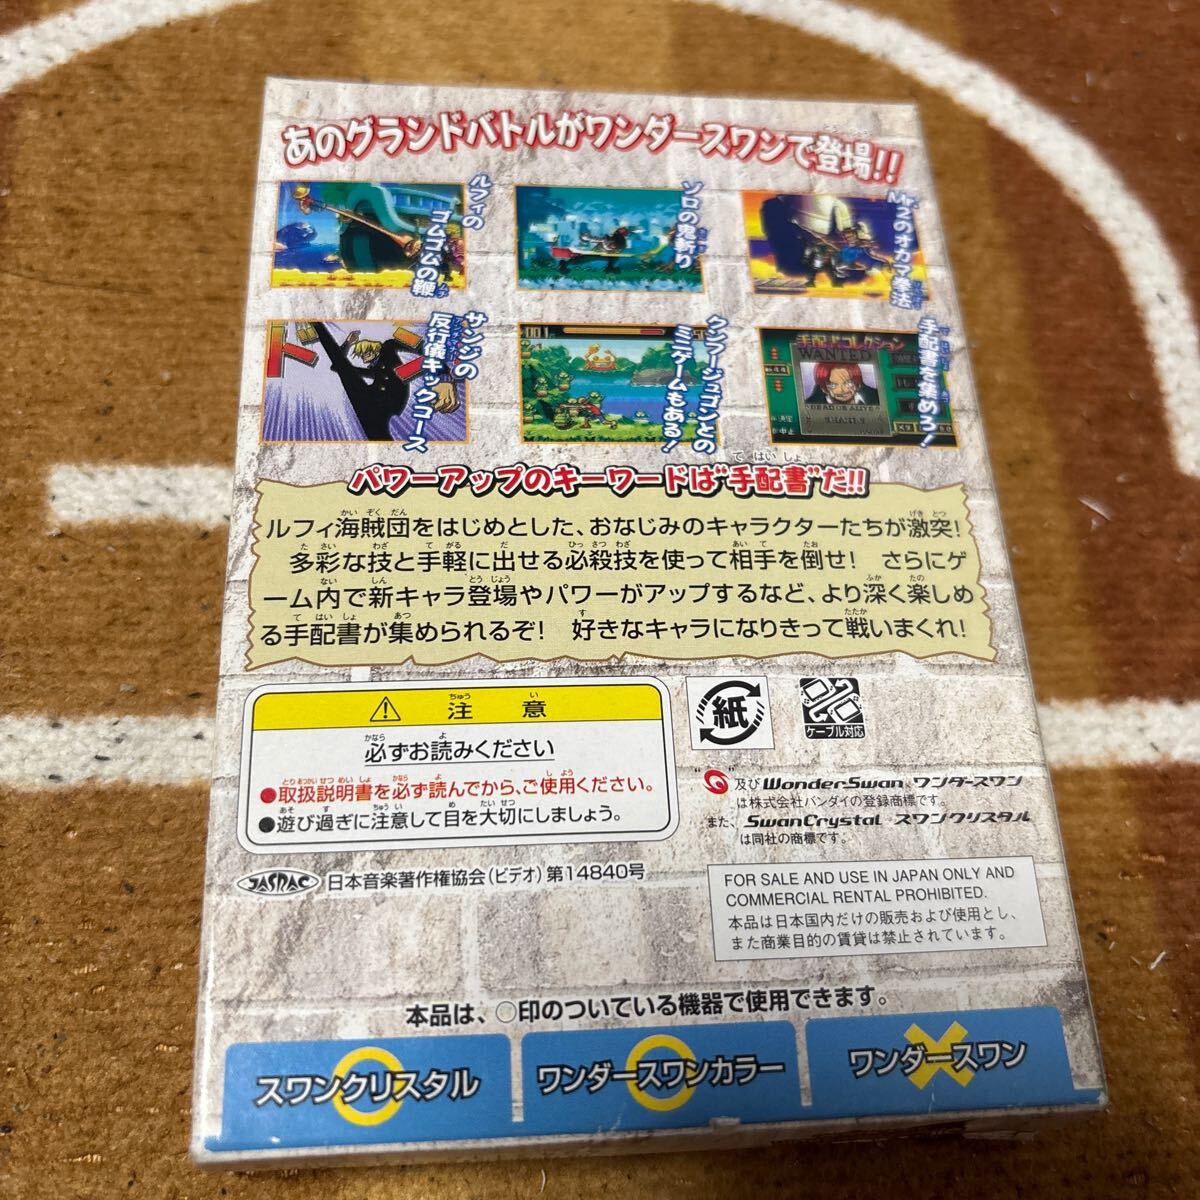 あのグランドバトルがワンダースワンで登場!!
ルフィの
ゴムゴムの鞭
ゾロの鬼斬り
Mr.2のオカマ拳法
サンジの
反行儀キックコース
クンフージュゴンとの
ミニゲームもある!
手配書を集めろ!
手配書コレクション
WANTED
DEAD OR ALIVE
パワーアップのキーワードは"手配書"だ!!
ルフィ海賊団をはじめとした、おなじみのキャラクターたちが激突!
多彩な技と手軽に出せる必殺技を使って相手を倒せ! さらにゲ
ーム内で新キャラ登場やパワーがアップするなど、より深く楽しめ
る手配書が集められるぞ! 好きなキャラになりきって戦いまくれ!
⚠ 注意
必ずお読みください
●取扱説明書を必ず読んでから、ご使用ください。
●遊び過ぎに注意して目を大切にしましょう。
紙
ケーブル対応
及びWonderSwan、ワンダースワン
は株式会社バンダイの登録商標です。
また、SwanCrystal スワンクリスタル
は同社の商標です。
JASRAC 日本音楽著作権協会(ビデオ)第14840号
FOR SALE AND USE IN JAPAN ONLY AND
COMMERCIAL RENTAL PROHIBITED.
本品は日本国内だけの販売および使用とし、
また商業目的の賃貸は禁止されています。
本品は、○印のついている機器で使用できます。
スワンクリスタル
ワンダースワンカラー
ワンダースワン